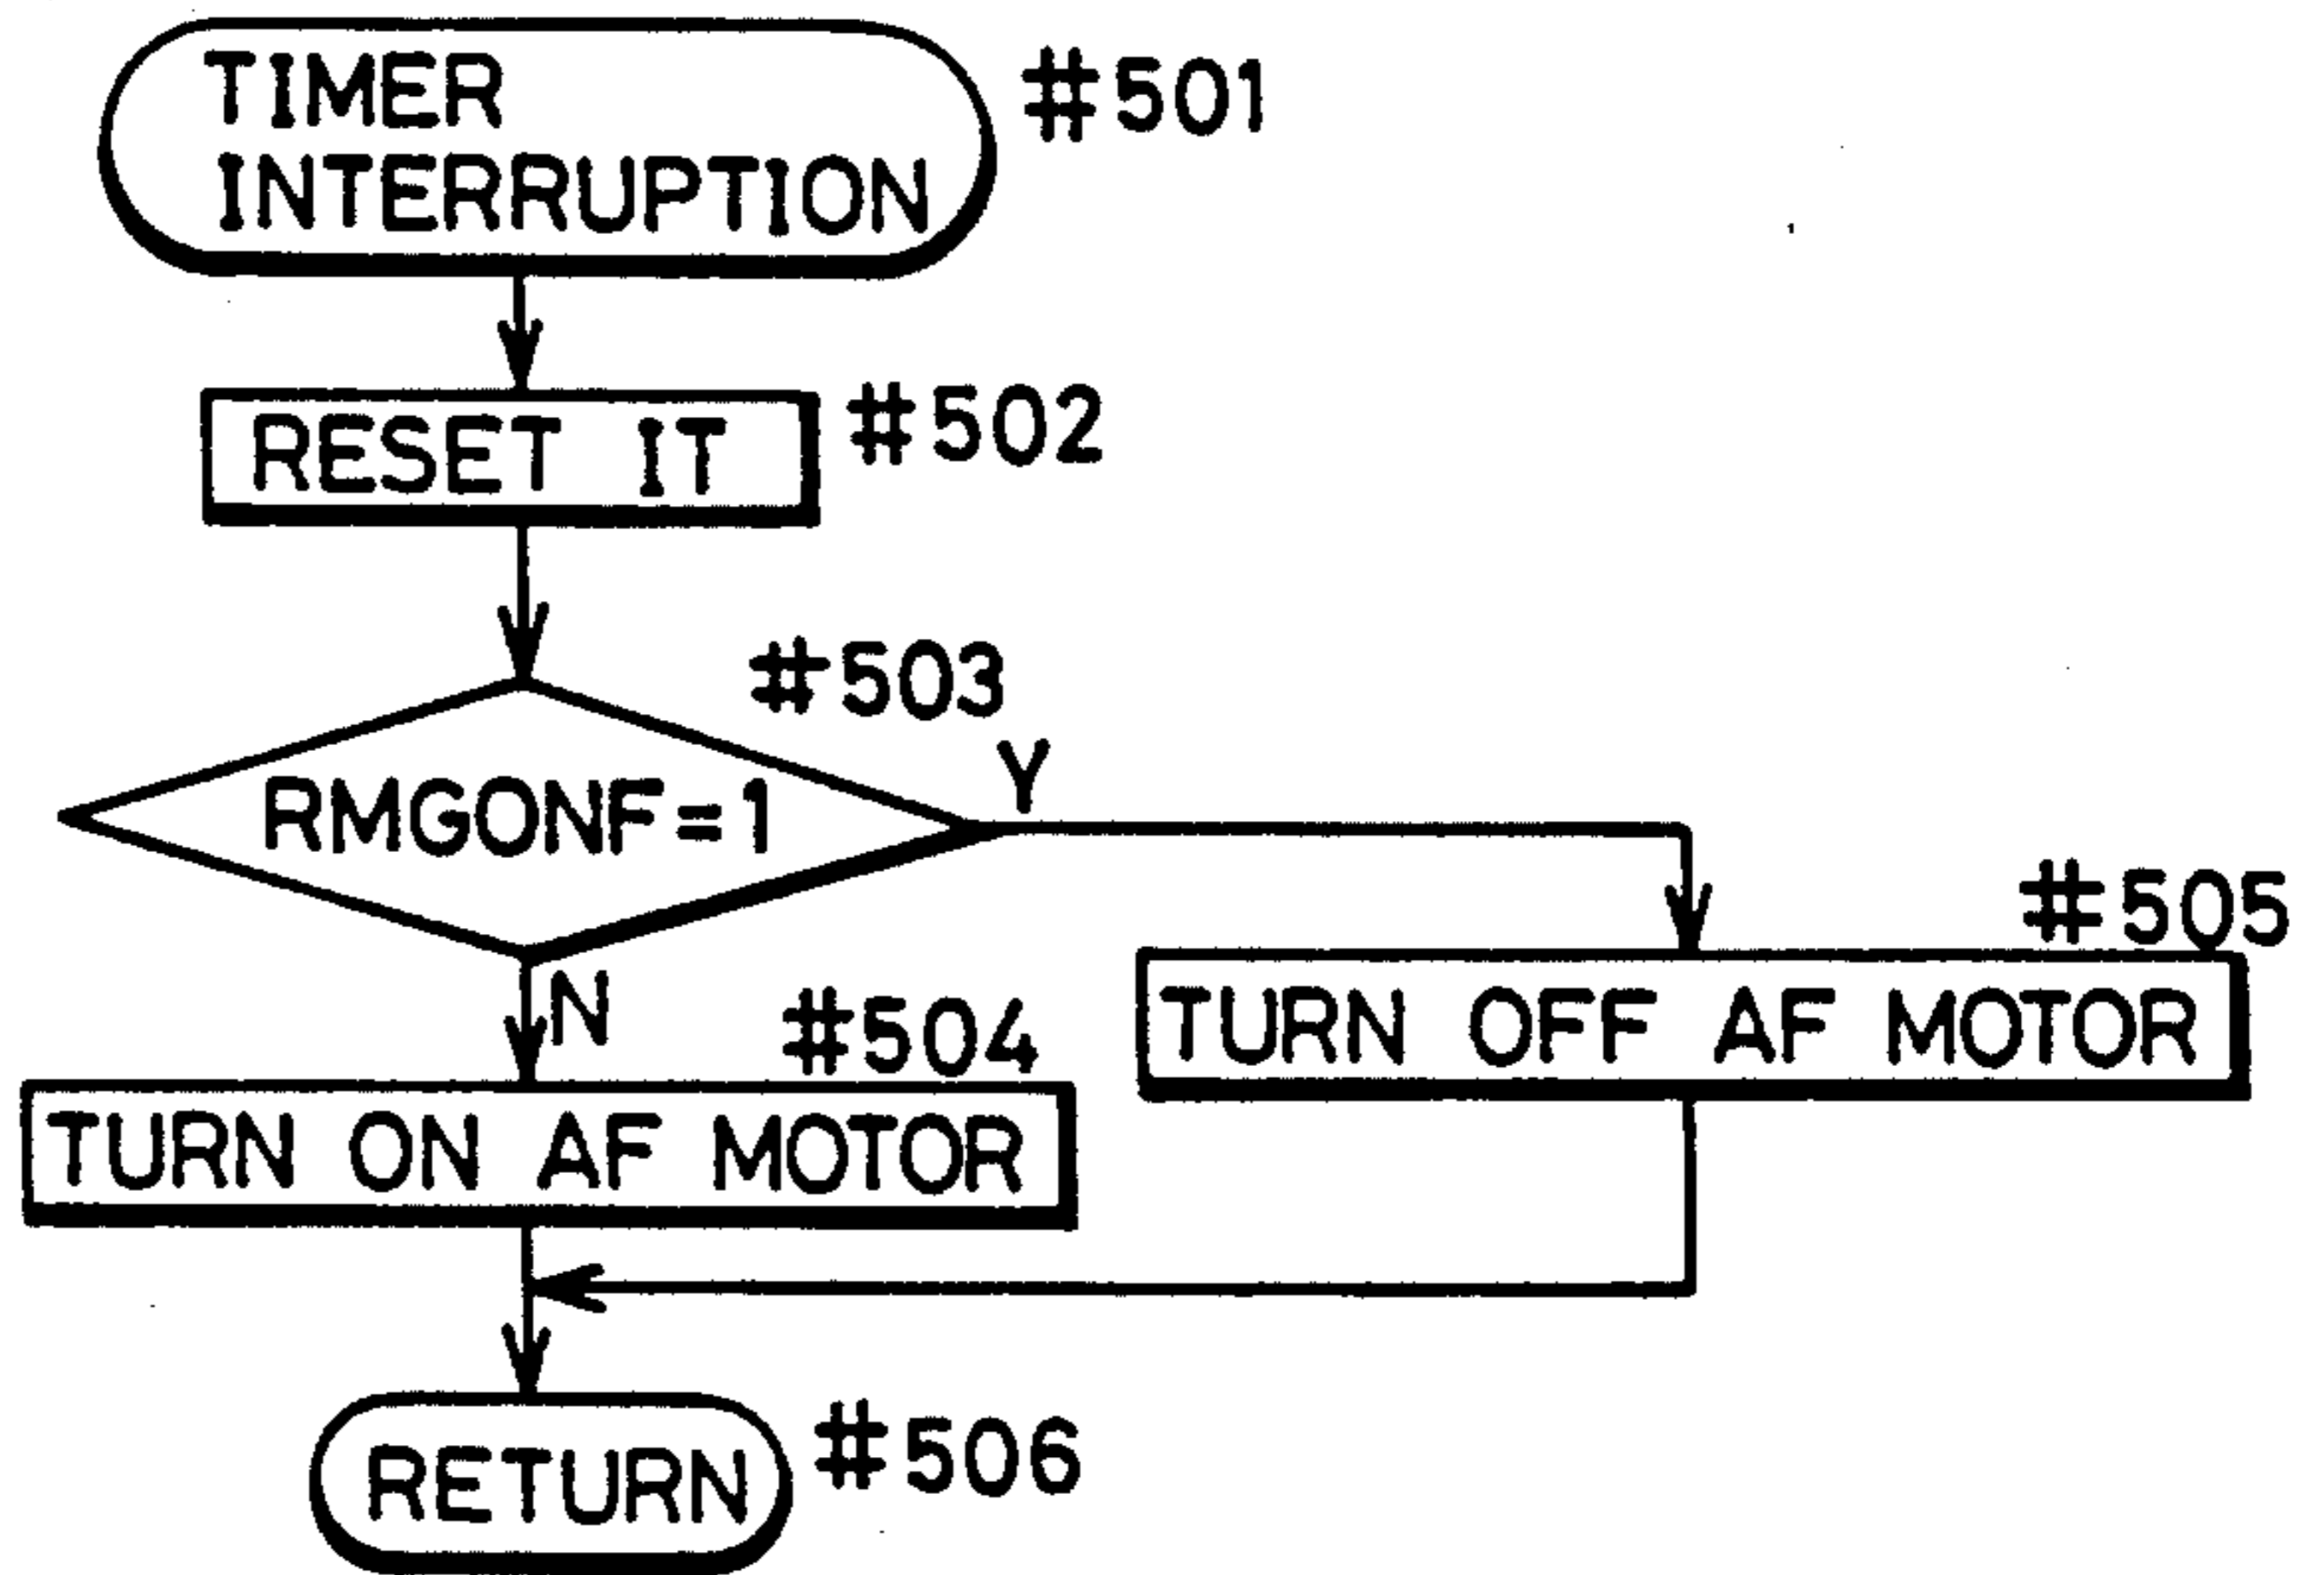 TIMER #501
INTERRUPTION
RESET IT #502
#503
RMGONF=1
Y
#505
N
TURN OFF AF MOTOR
#504
TURN ON AF MOTOR
RETURN #506